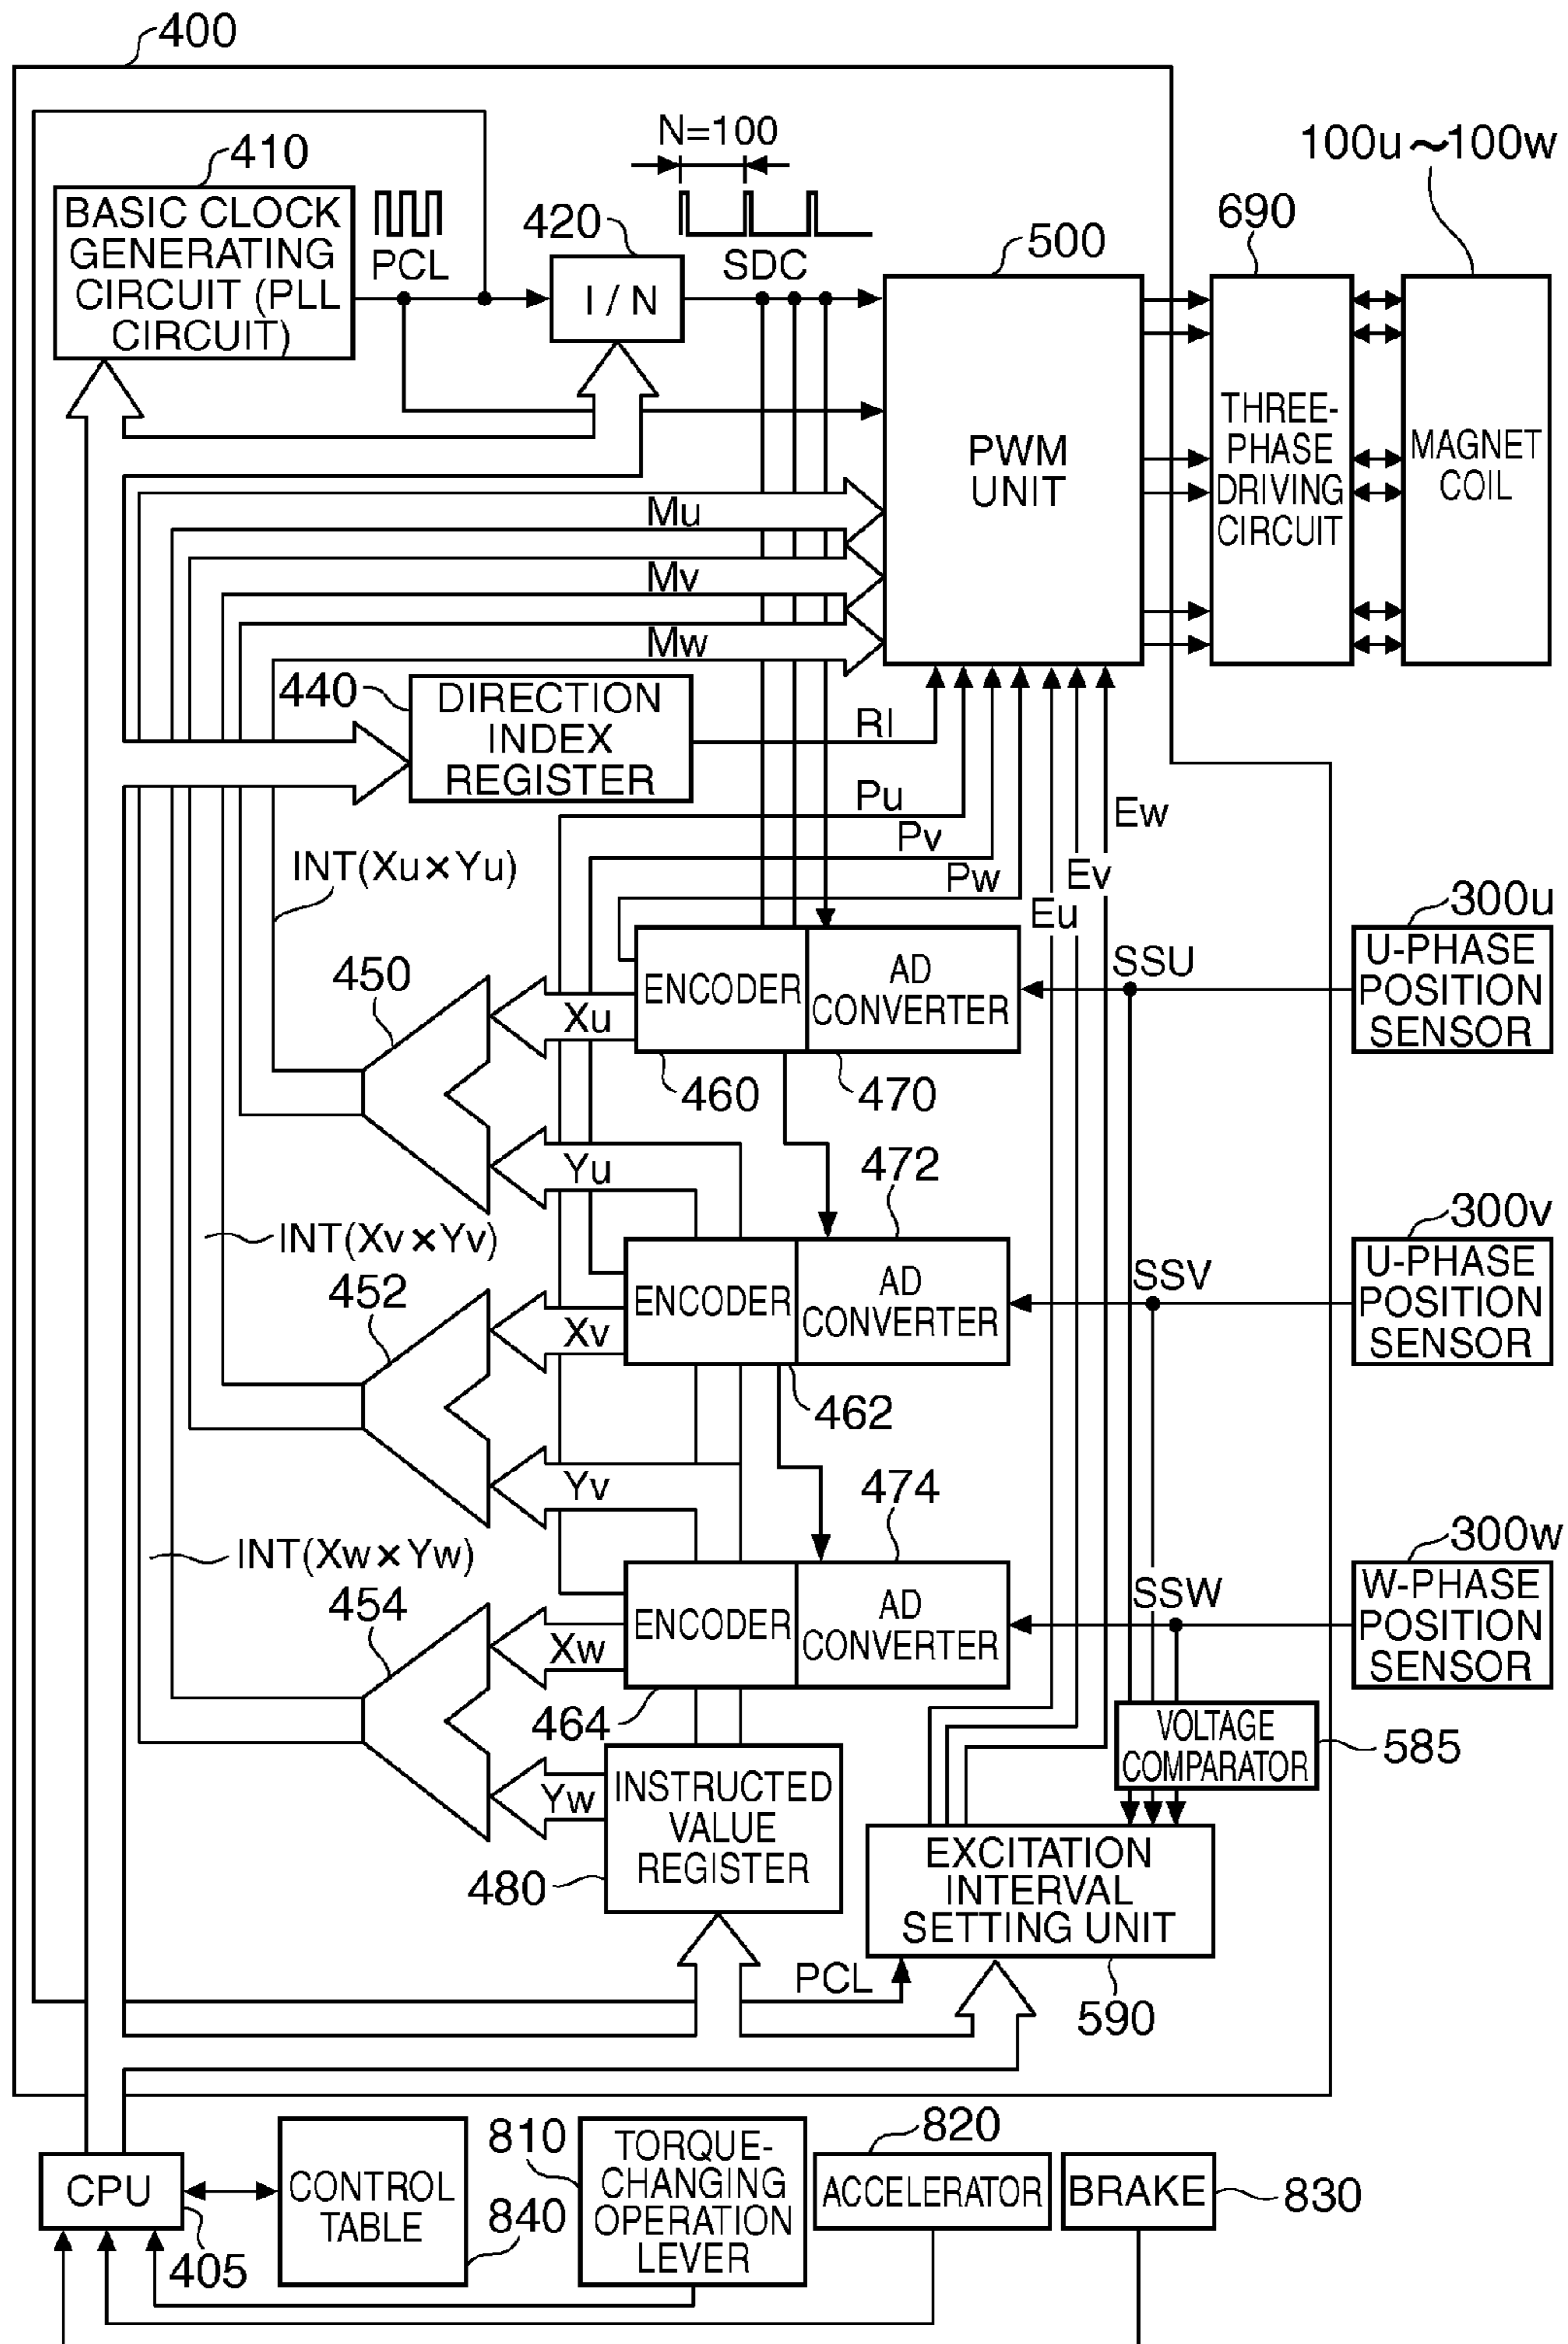 400
N=100
410
100u~100w
BASIC CLOCK
GENERATING
CIRCUIT (PLL
CIRCUIT)
PCL
420
SDC
500
690
I / N
PWM
UNIT
THREE-
PHASE
DRIVING
CIRCUIT
MAGNET
COIL
Mu
Mv
Mw
440
DIRECTION
INDEX
REGISTER
RI
Pu
Pv
Pw
Ew
Ev
Eu
INT(Xu×Yu)
300u
U-PHASE
POSITION
SENSOR
450
Xu
ENCODER
AD
CONVERTER
SSU
460
470
Yu
472
INT(Xv×Yv)
300v
U-PHASE
POSITION
SENSOR
452
Xv
ENCODER
AD
CONVERTER
SSV
462
Yv
474
INT(Xw×Yw)
300w
W-PHASE
POSITION
SENSOR
454
Xw
ENCODER
AD
CONVERTER
SSW
464
VOLTAGE
COMPARATOR
585
Yw
INSTRUCTED
VALUE
REGISTER
480
EXCITATION
INTERVAL
SETTING UNIT
PCL
590
CPU
405
CONTROL
TABLE
840
810
TORQUE-
CHANGING
OPERATION
LEVER
820
ACCELERATOR
BRAKE
830